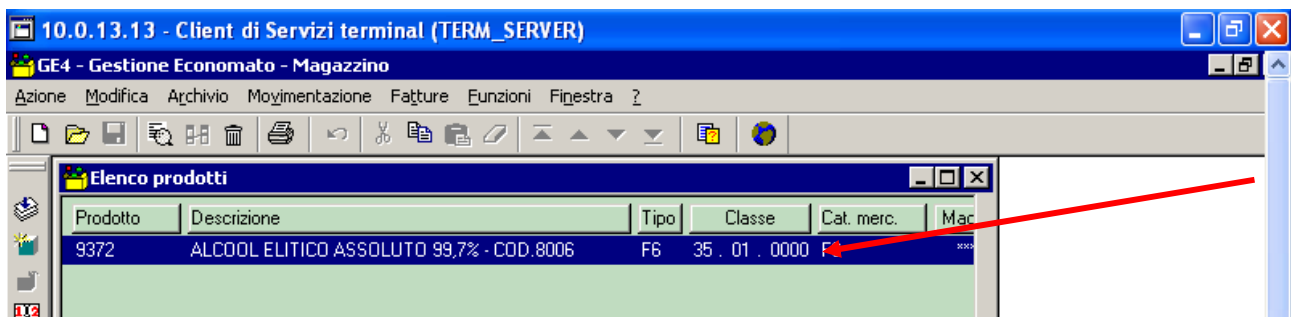 10.0.13.13 - Client di Servizi terminal (TERM_SERVER)
GE4 - Gestione Economato - Magazzino
Azione Modifica Archivio Movimentazione Fatture Funzioni Finestra ?
Elenco prodotti
Prodotto Descrizione Tipo Classe Cat. merc. Mac
9372 ALCOOL ELITICO ASSOLUTO 99,7% - COD.8006 F6 35 . 01 . 0000